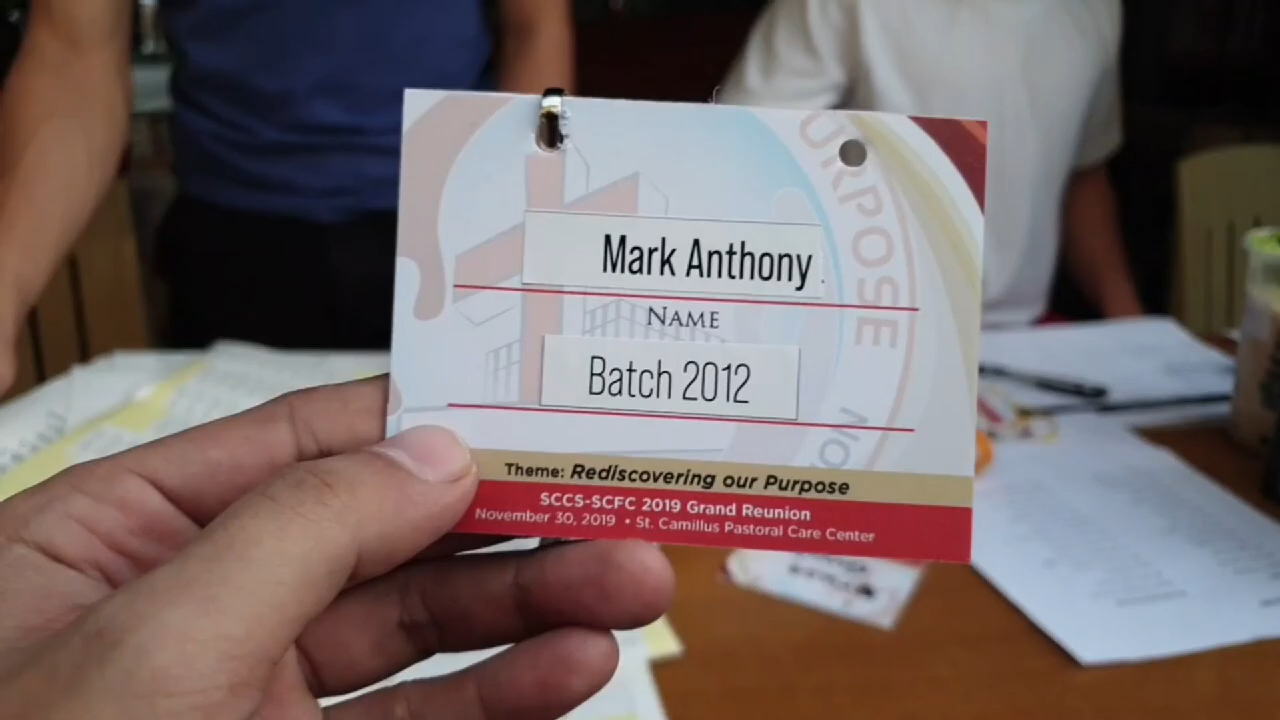 URPOSE
Mark Anthony
NAME
Batch 2012
Theme: Rediscovering our Purpose
SCCS-SCFC 2019 Grand Reunion
November 30, 2019 • St. Camillus Pastoral Care Center